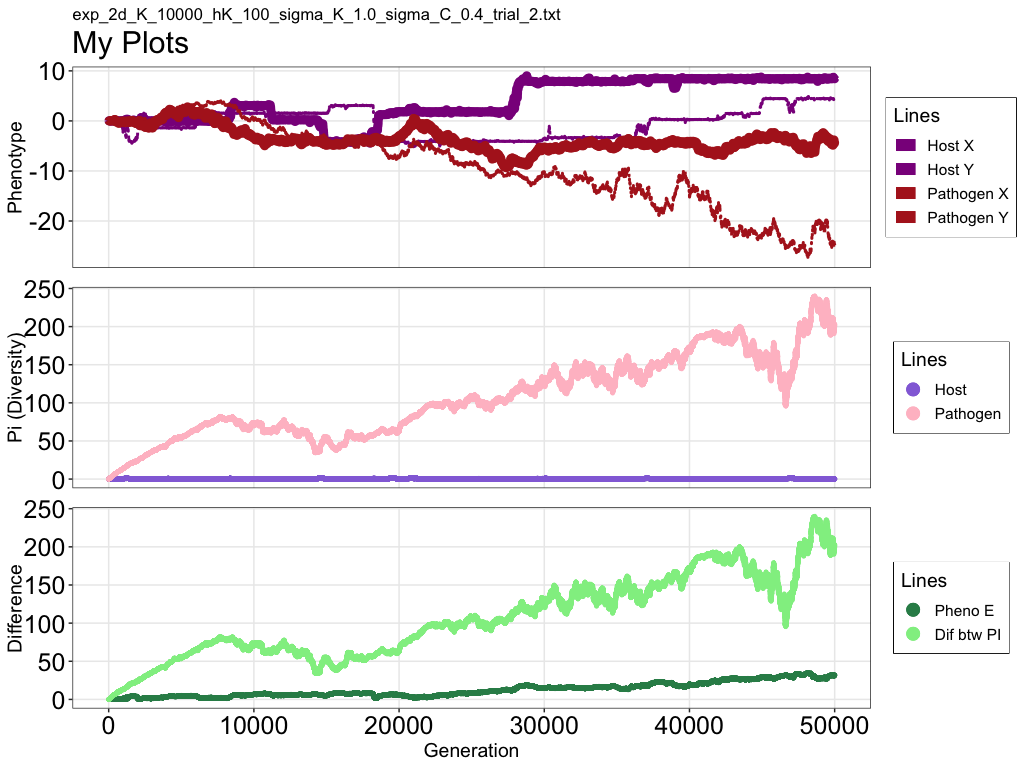 exp_2d_K_10000_hK_100_sigma_K_1.0_sigma_C_0.4_trial_2.txt
My Plots
Phenotype
10
0
-10
-20
Lines
Host X
Host Y
Pathogen X
Pathogen Y
Pi (Diversity)
250
200
150
100
50
0
Lines
Host
Pathogen
Difference
250
200
150
100
50
0
Lines
Pheno E
Dif btw PI
0 10000 20000 30000 40000 50000
Generation